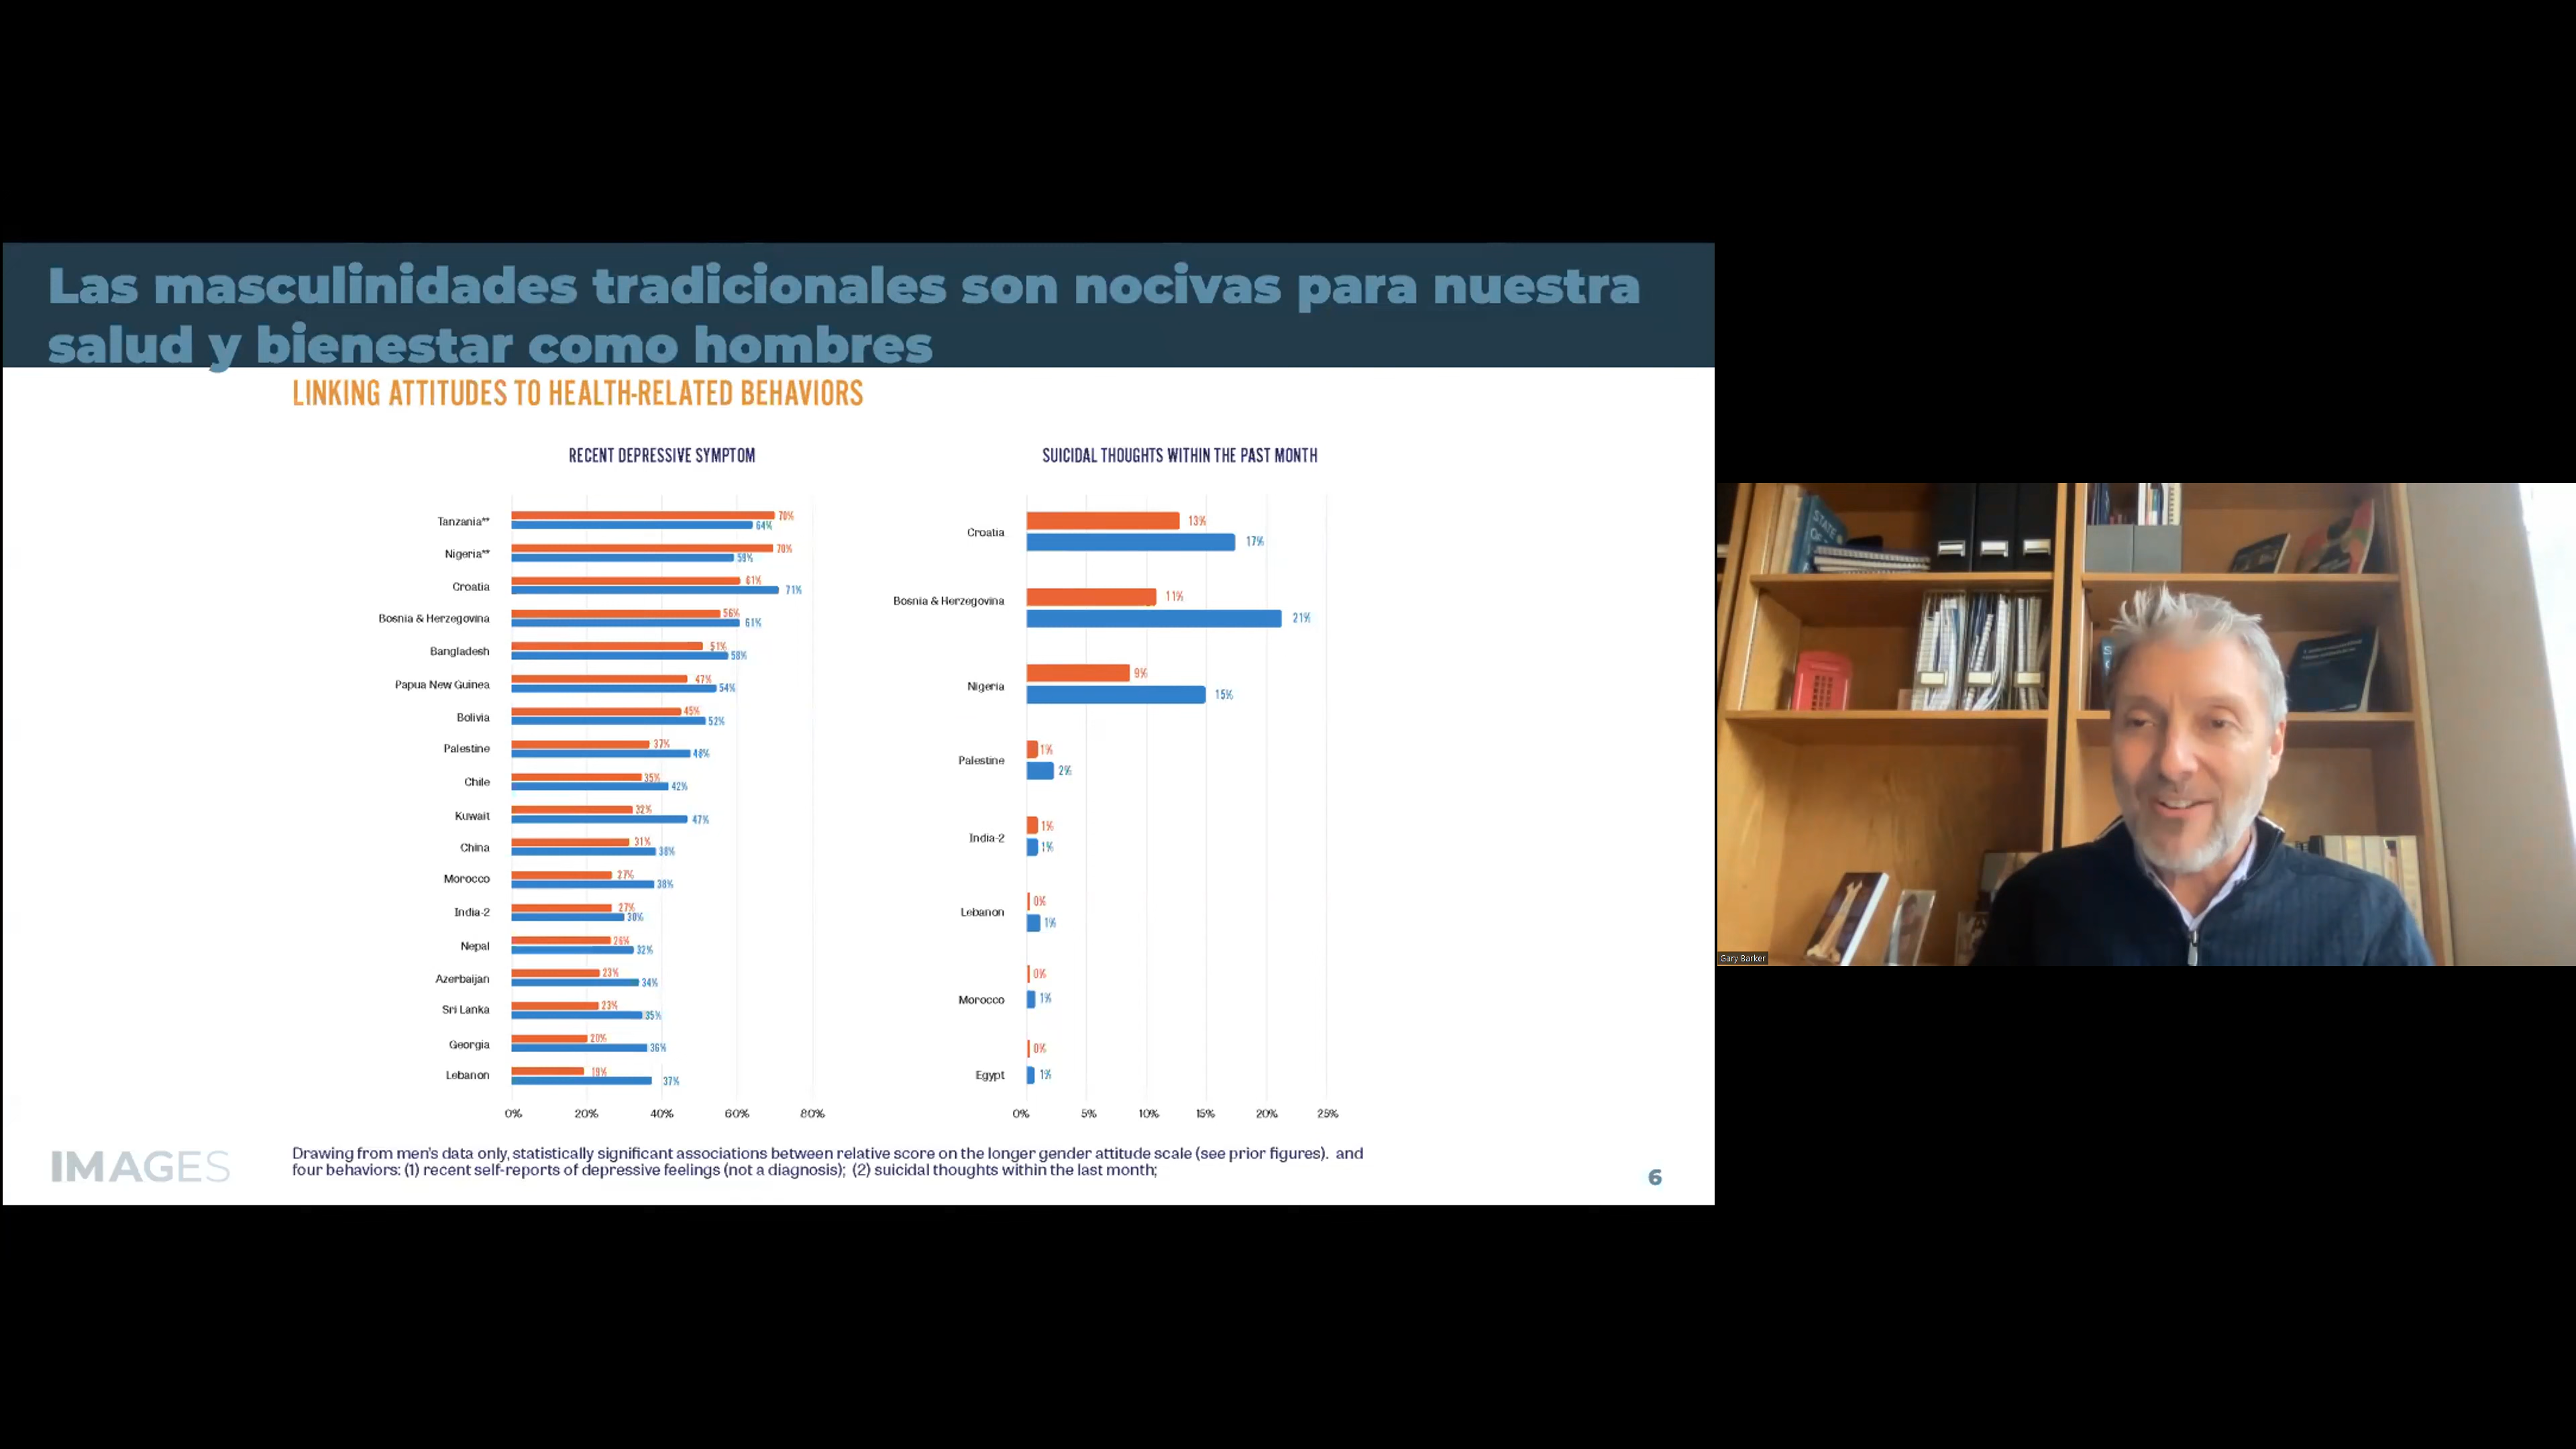 Las masculinidades tradicionales son nocivas para nuestra
salud y bienestar como hombres
LINKING ATTITUDES TO HEALTH-RELATED BEHAVIORS
RECENT DEPRESSIVE SYMPTOM
Tanzania** 70% 64%
Nigeria** 70% 59%
Croatia 61% 71%
Bosnia & Herzegovina 56% 61%
Bangladesh 51% 58%
Papua New Guinea 47% 54%
Bolivia 45% 52%
Palestine 37% 48%
Chile 35% 42%
Kuwait 32% 47%
China 31% 38%
Morocco 27% 38%
India-2 27% 30%
Nepal 26% 32%
Azerbaijan 23% 34%
Sri Lanka 23% 35%
Georgia 20% 36%
Lebanon 19% 37%
0% 20% 40% 60% 80%
SUICIDAL THOUGHTS WITHIN THE PAST MONTH
Croatia 13% 17%
Bosnia & Herzegovina 11% 21%
Nigeria 9% 15%
Palestine 1% 2%
India-2 1% 1%
Lebanon 0% 1%
Morocco 0% 1%
Egypt 0% 1%
0% 5% 10% 15% 20% 25%
Drawing from men's data only, statistically significant associations between relative score on the longer gender attitude scale (see prior figures). and
four behaviors: (1) recent self-reports of depressive feelings (not a diagnosis); (2) suicidal thoughts within the last month;
IMAGES
6
STATE
OF
Gary Barker